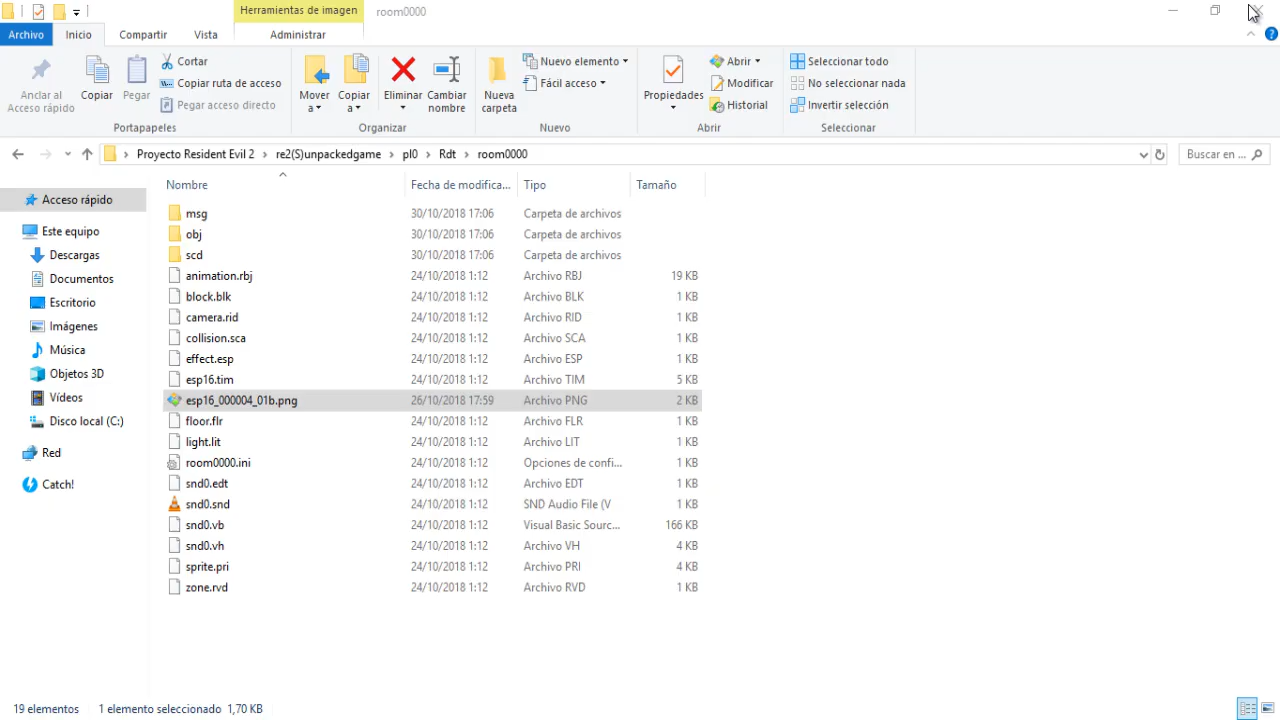 Herramientas de imagen room0000
Archivo Inicio Compartir Vista Administrar
Anclar al Acceso rápido
Copiar
Pegar
Cortar
Copiar ruta de acceso
Pegar acceso directo
Portapapeles
Mover a
Copiar a
Eliminar
Cambiar nombre
Organizar
Nueva carpeta
Nuevo elemento
Fácil acceso
Nuevo
Propiedades
Abrir
Modificar
Historial
Abrir
Seleccionar todo
No seleccionar nada
Invertir selección
Seleccionar
Proyecto Resident Evil 2 › re2(S)unpackedgame › pl0 › Rdt › room0000
Buscar en ...
Acceso rápido
Este equipo
Descargas
Documentos
Escritorio
Imágenes
Música
Objetos 3D
Vídeos
Disco local (C:)
Red
Catch!
Nombre Fecha de modifica... Tipo Tamaño
msg 30/10/2018 17:06 Carpeta de archivos
obj 30/10/2018 17:06 Carpeta de archivos
scd 30/10/2018 17:06 Carpeta de archivos
animation.rbj 24/10/2018 1:12 Archivo RBJ 19 KB
block.blk 24/10/2018 1:12 Archivo BLK 1 KB
camera.rid 24/10/2018 1:12 Archivo RID 1 KB
collision.sca 24/10/2018 1:12 Archivo SCA 1 KB
effect.esp 24/10/2018 1:12 Archivo ESP 1 KB
esp16.tim 24/10/2018 1:12 Archivo TIM 5 KB
esp16_000004_01b.png 26/10/2018 17:59 Archivo PNG 2 KB
floor.flr 24/10/2018 1:12 Archivo FLR 1 KB
light.lit 24/10/2018 1:12 Archivo LIT 1 KB
room0000.ini 24/10/2018 1:12 Opciones de confi... 1 KB
snd0.edt 24/10/2018 1:12 Archivo EDT 1 KB
snd0.snd 24/10/2018 1:12 SND Audio File (V 1 KB
snd0.vb 24/10/2018 1:12 Visual Basic Sourc... 166 KB
snd0.vh 24/10/2018 1:12 Archivo VH 4 KB
sprite.pri 24/10/2018 1:12 Archivo PRI 4 KB
zone.rvd 24/10/2018 1:12 Archivo RVD 1 KB
19 elementos 1 elemento seleccionado 1,70 KB